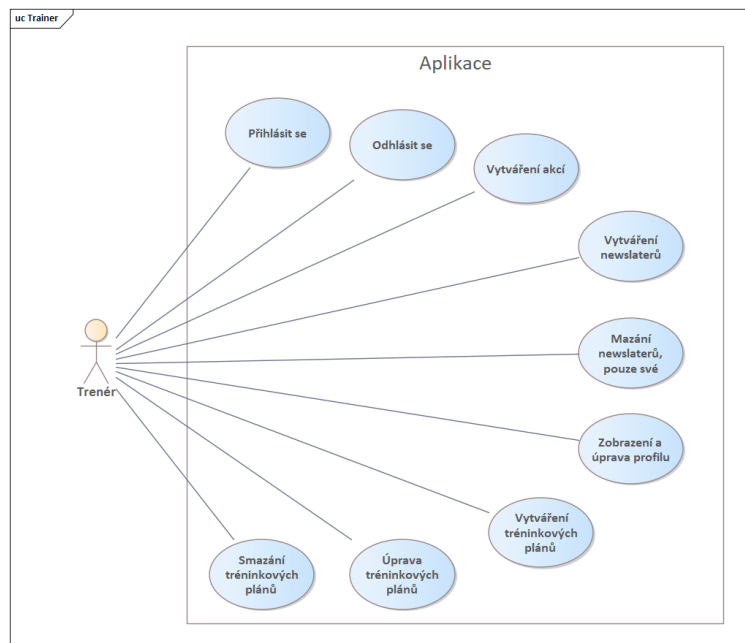 uc Trainer
Aplikace
Přihlásit se
Odhlásit se
Vytváření akcí
Vytváření
newslaterů
Mazání
newslaterů,
pouze své
Trenér
Zobrazení a
úprava profilu
Vytváření
tréninkových
plánů
Smazání
tréninkových
plánů
Úprava
tréninkových
plánů